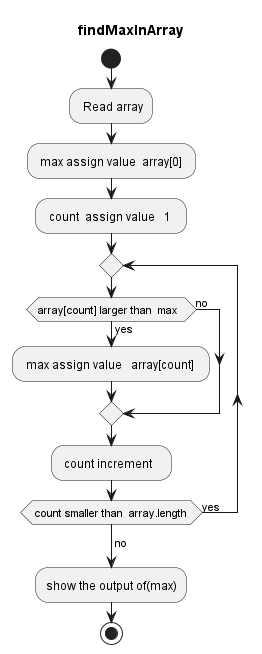 findMaxInArray
Read array
max assign value array[0]
count assign value 1
array[count] larger than max
no
yes
max assign value array[count]
count increment
count smaller than array.length
yes
no
show the output of(max)